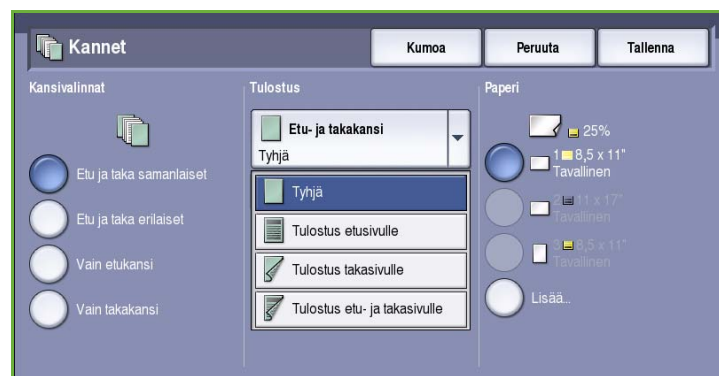 Kannet
Kumoa
Peruuta
Tallenna
Kansivalinnat
Etu ja taka samanlaiset
Etu ja taka erilaiset
Vain etukansi
Vain takakansi
Tulostus
Etu- ja takakansi
Tyhjä
Tyhjä
Tulostus etusivulle
Tulostus takasivulle
Tulostus etu- ja takasivulle
Paperi
25%
1 8,5 x 11"
Tavallinen
2 11 x 17"
Tavallinen
3 8,5 x 11"
Tavallinen
Lisää...